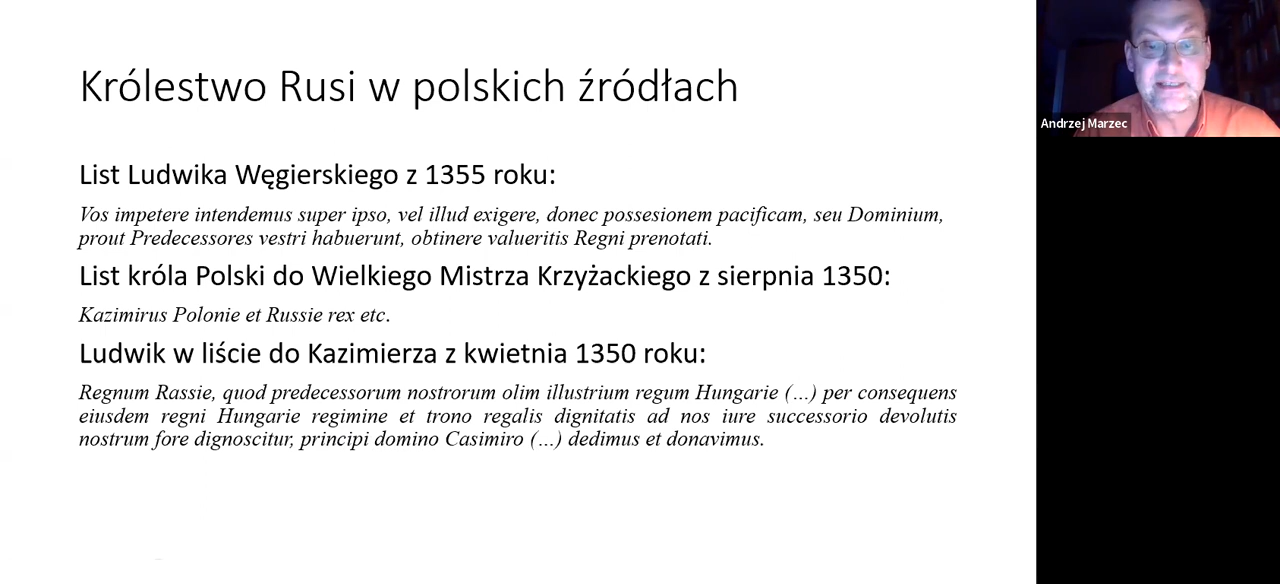 Królestwo Rusi w polskich źródłach
List Ludwika Węgierskiego z 1355 roku:
Vos impetere intendemus super ipso, vel illud exigere, donec possesionem pacificam, seu Dominium,
prout Predecessores vestri habuerunt, obtinere valueritis Regni prenotati.
List króla Polski do Wielkiego Mistrza Krzyżackiego z sierpnia 1350:
Kazimirus Polonie et Russie rex etc.
Ludwik w liście do Kazimierza z kwietnia 1350 roku:
Regnum Rassie, quod predecessorum nostrorum olim illustrium regum Hungarie (...) per consequens
eiusdem regni Hungarie regimine et trono regalis dignitatis ad nos iure successorio devolutis
nostrum fore dignoscitur, principi domino Casimiro (...) dedimus et donavimus.
Andrzej Marzec